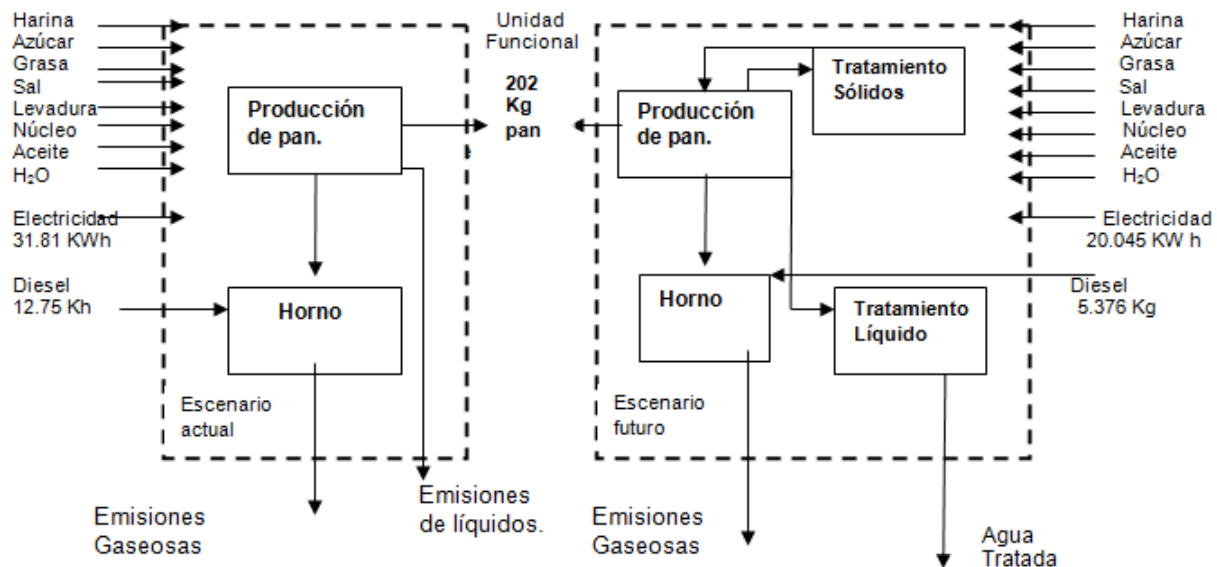 Harina
Azúcar
Grasa
Sal
Levadura
Núcleo
Aceite
H₂O
Electricidad
31.81 KWh
Diesel
12.75 Kh
Producción
de pan.
Horno
Escenario
actual
Emisiones
Gaseosas
Emisiones
de líquidos.
Unidad
Funcional
202
Kg
pan
e
Tratamiento
Sólidos
Producción
de pan.
Horno
Tratamiento
Líquido
Escenario
futuro
Emisiones
Gaseosas
Agua
Tratada
Harina
Azúcar
Grasa
Sal
Levadura
Núcleo
Aceite
H₂O
Electricidad
20.045 KW h
Diesel
5.376 Kg